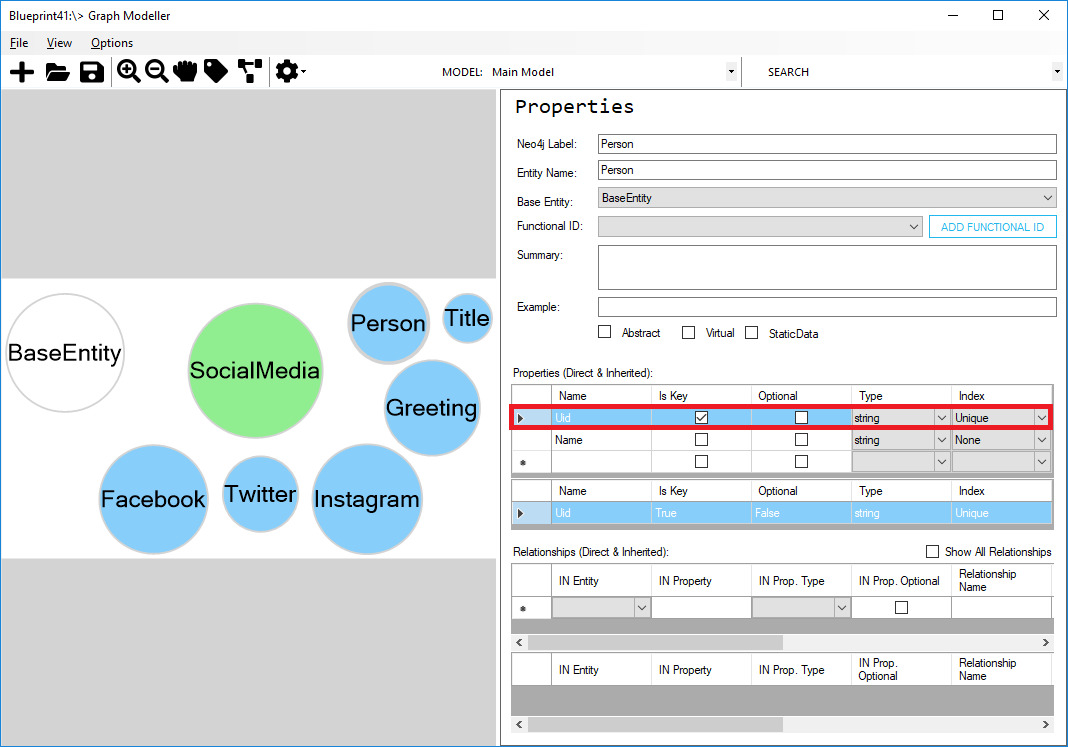 Blueprint41:\> Graph Modeller
File View Options
MODEL: Main Model SEARCH
BaseEntity
SocialMedia
Person
Title
Greeting
Facebook
Twitter
Instagram
Properties
Neo4j Label: Person
Entity Name: Person
Base Entity: BaseEntity
Functional ID: ADD FUNCTIONAL ID
Summary:
Example:
Abstract Virtual StaticData
Properties (Direct & Inherited):
Name Is Key Optional Type Index
Uid string Unique
Name string None
Name Is Key Optional Type Index
Uid True False string Unique
Relationships (Direct & Inherited): Show All Relationships
IN Entity IN Property IN Prop. Type IN Prop. Optional Relationship
Name
IN Entity IN Property IN Prop. Type IN Prop. Relationship
Optional Name